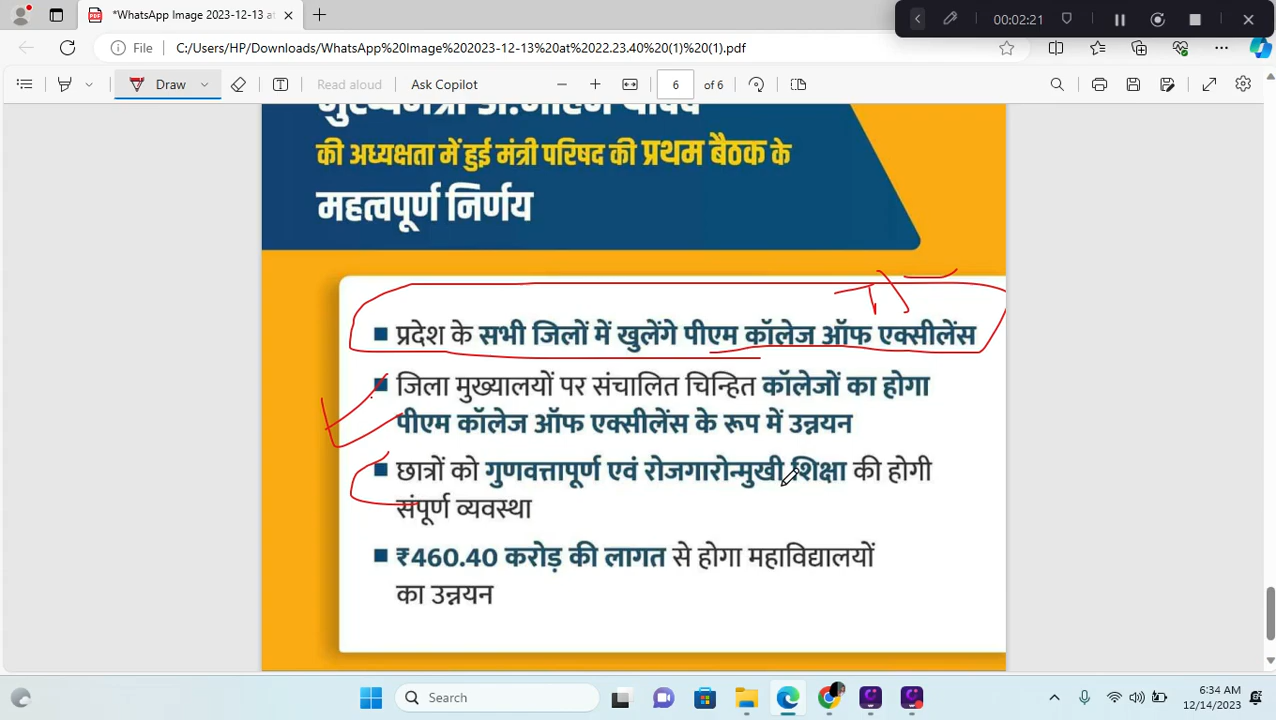 *WhatsApp Image 2023-12-13 at
00:02:21
File C:/Users/HP/Downloads/WhatsApp%20Image%202023-12-13%20at%2022.23.40%20(1)%20(1).pdf
Draw Read aloud Ask Copilot 6 of 6
मुख्यमंत्री डॉ.मोहन यादव
की अध्यक्षता में हुई मंत्री परिषद की प्रथम बैठक के
महत्वपूर्ण निर्णय
प्रदेश के सभी जिलों में खुलेंगे पीएम कॉलेज ऑफ एक्सीलेंस
जिला मुख्यालयों पर संचालित चिन्हित कॉलेजों का होगा
पीएम कॉलेज ऑफ एक्सीलेंस के रूप में उन्नयन
छात्रों को गुणवत्तापूर्ण एवं रोजगारोन्मुखी शिक्षा की होगी
संपूर्ण व्यवस्था
₹460.40 करोड़ की लागत से होगा महाविद्यालयों
का उन्नयन
Search
6:34 AM
12/14/2023